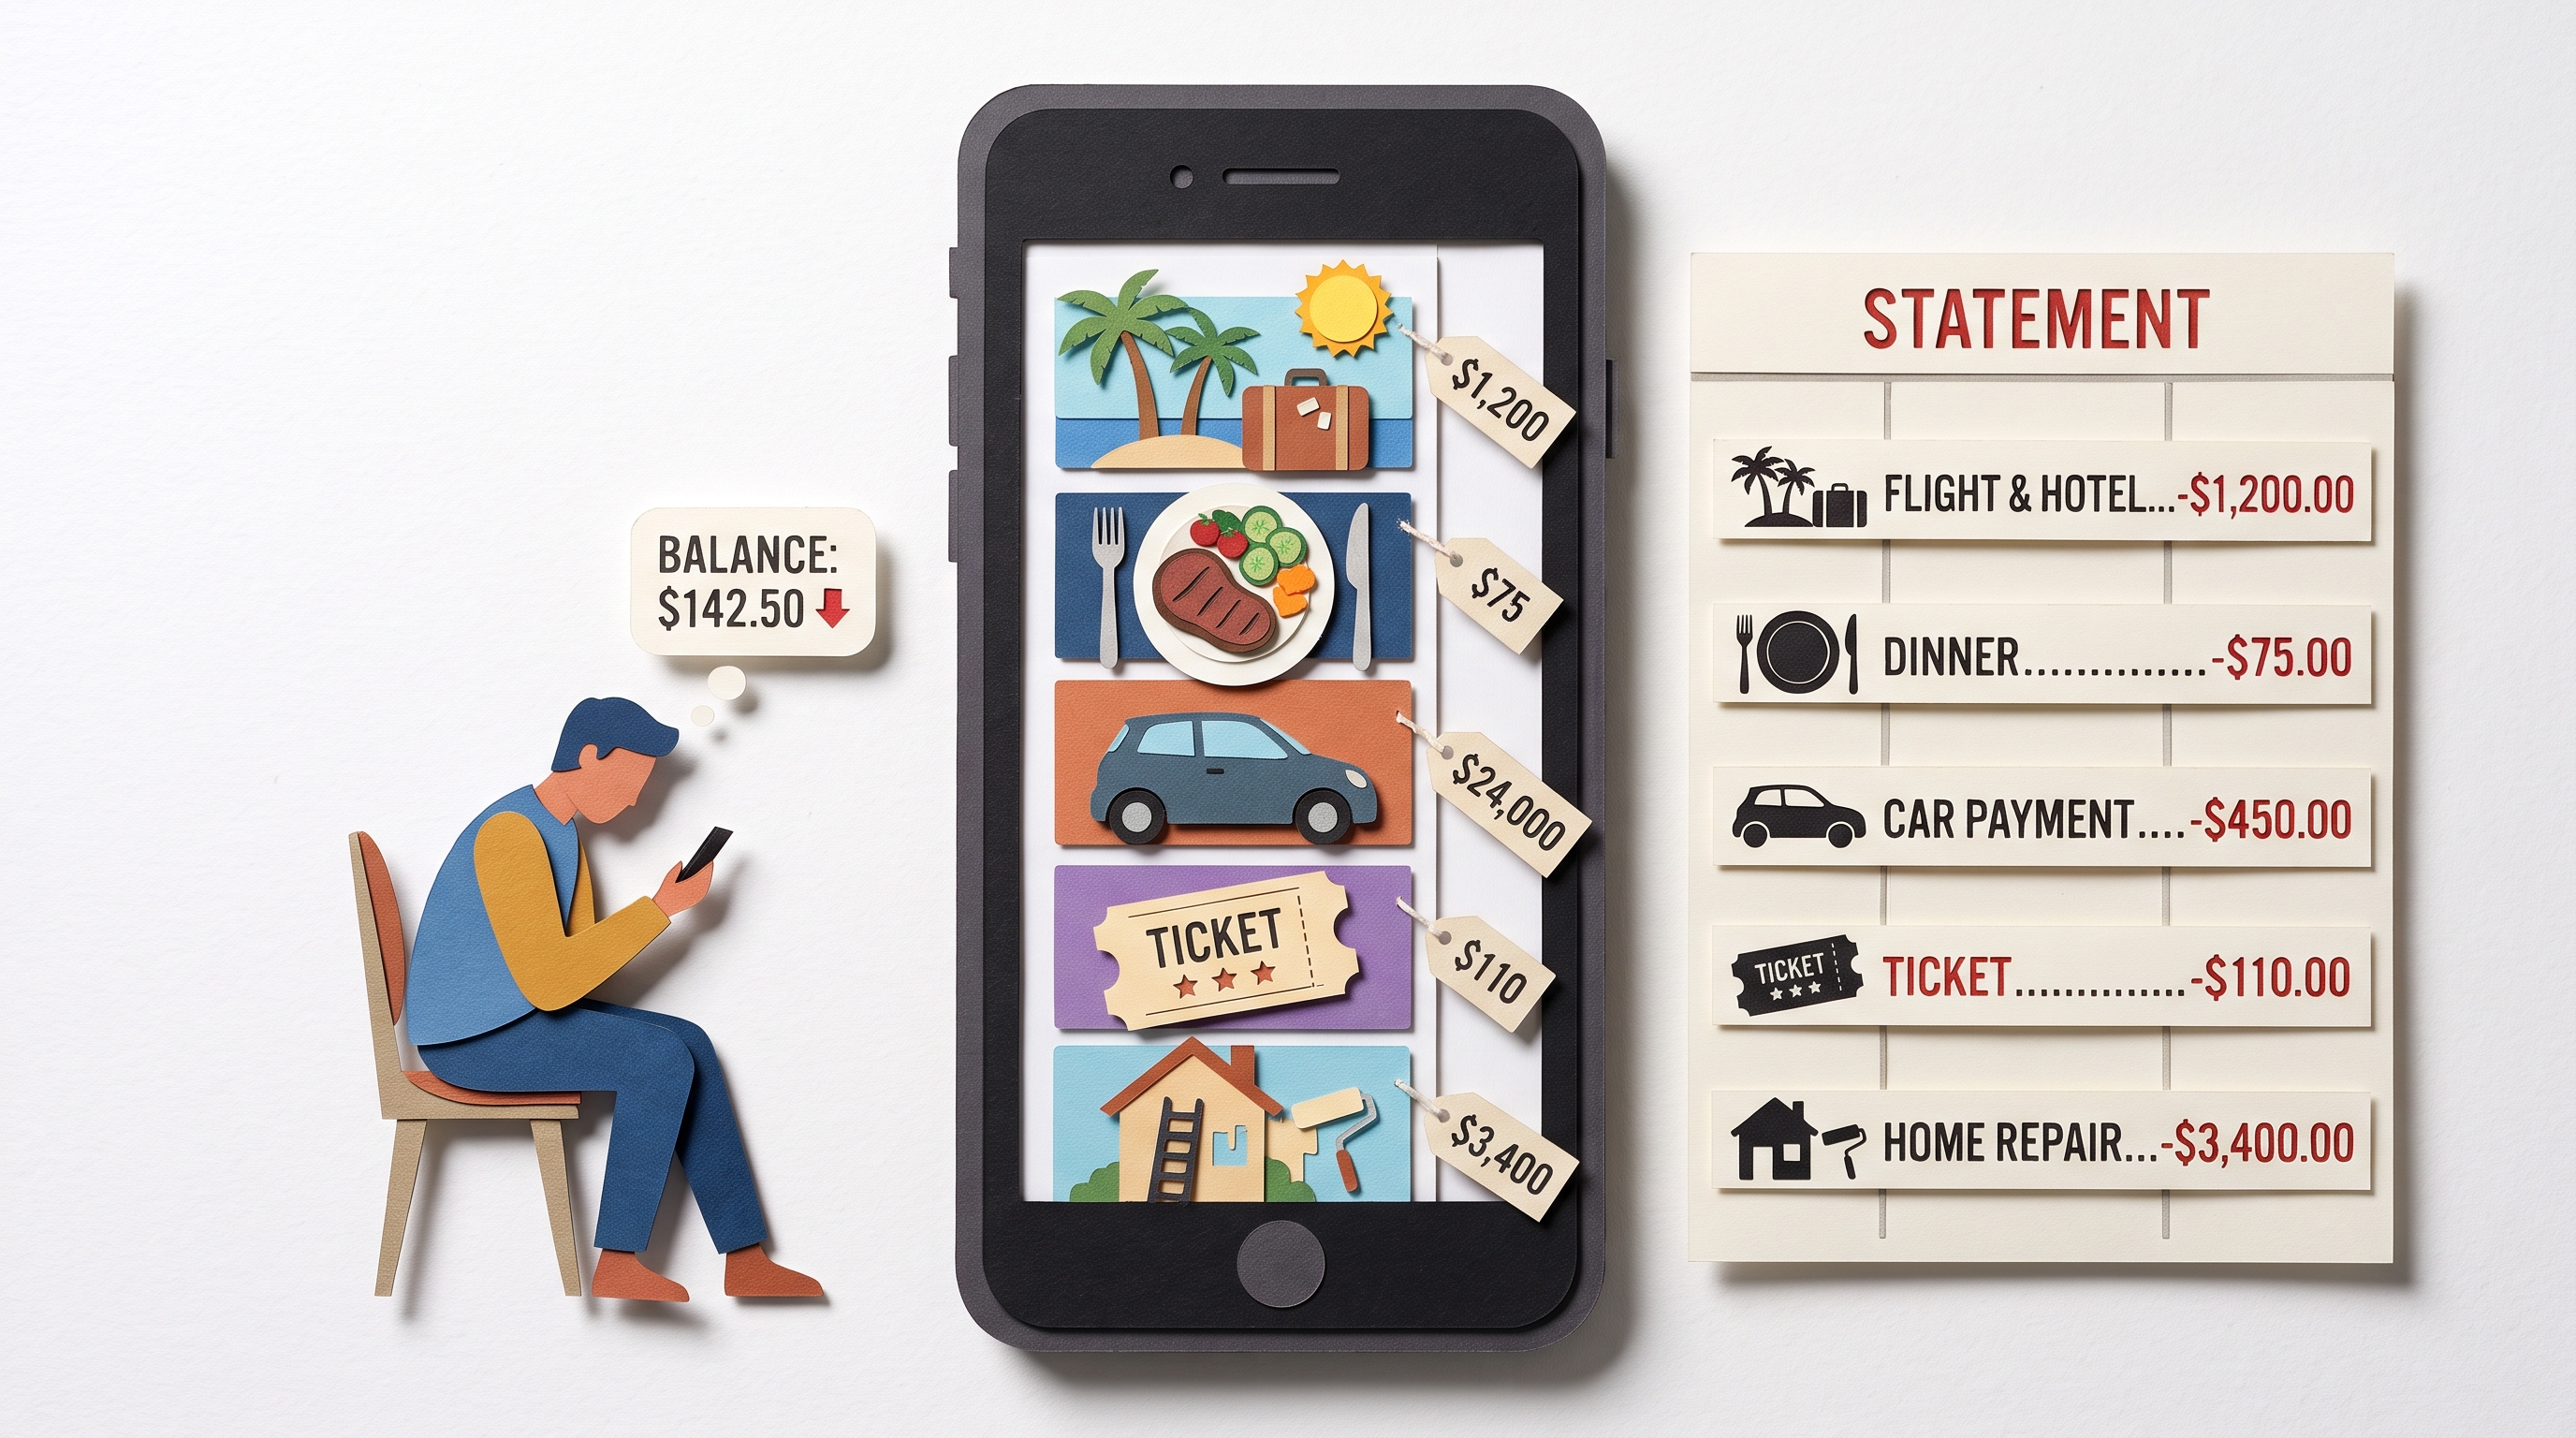 BALANCE:
$142.50
$1,200
$75
$24,000
TICKET
$110
$3,400
STATEMENT
FLIGHT & HOTEL...-$1,200.00
DINNER..............-$75.00
CAR PAYMENT....-$450.00
TICKET
TICKET..............-$110.00
HOME REPAIR...-$3,400.00